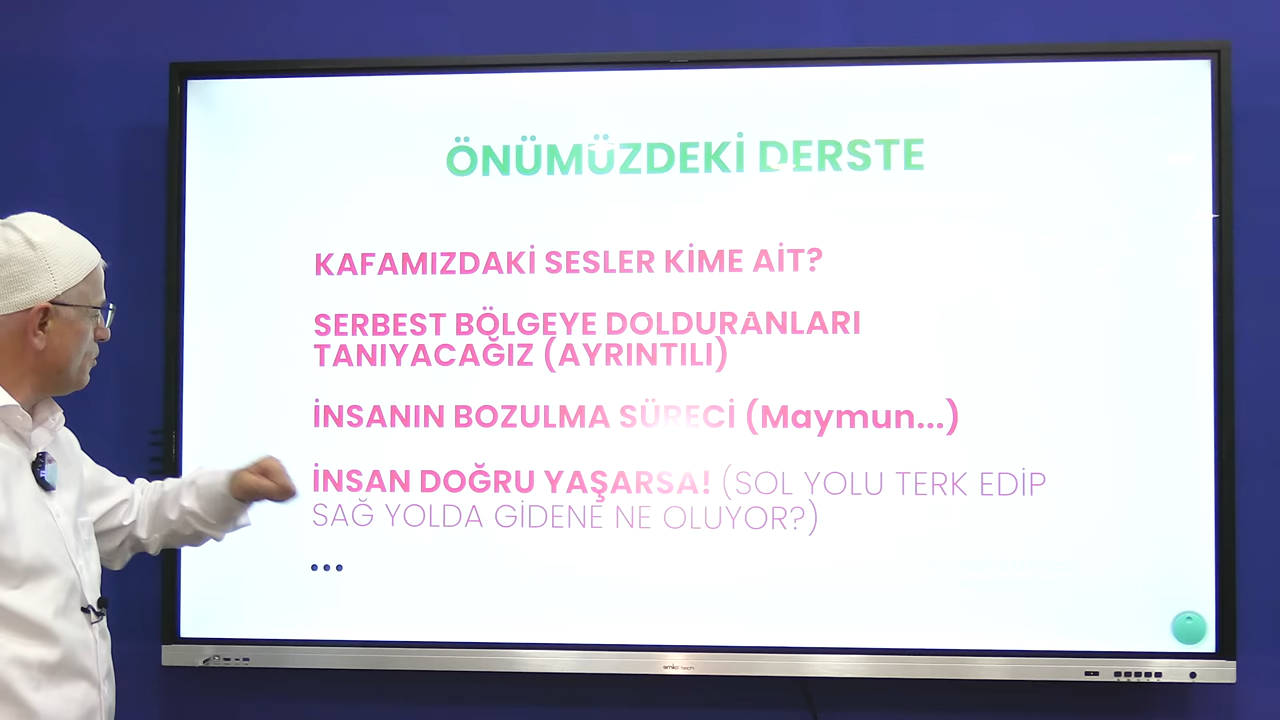 ÖNÜMÜZDEKİ DERSTE
KAFAMIZDAKİ SESLER KİME AİT?
SERBEST BÖLGEYE DOLDURANLARI
TANIYACAĞIZ (AYRINTILI)
İNSANIN BOZULMA SÜRECİ (Maymun...)
İNSAN DOĞRU YAŞARSA! (SOL YOLU TERK EDİP
SAĞ YOLDA GİDENE NE OLUYOR?)
...